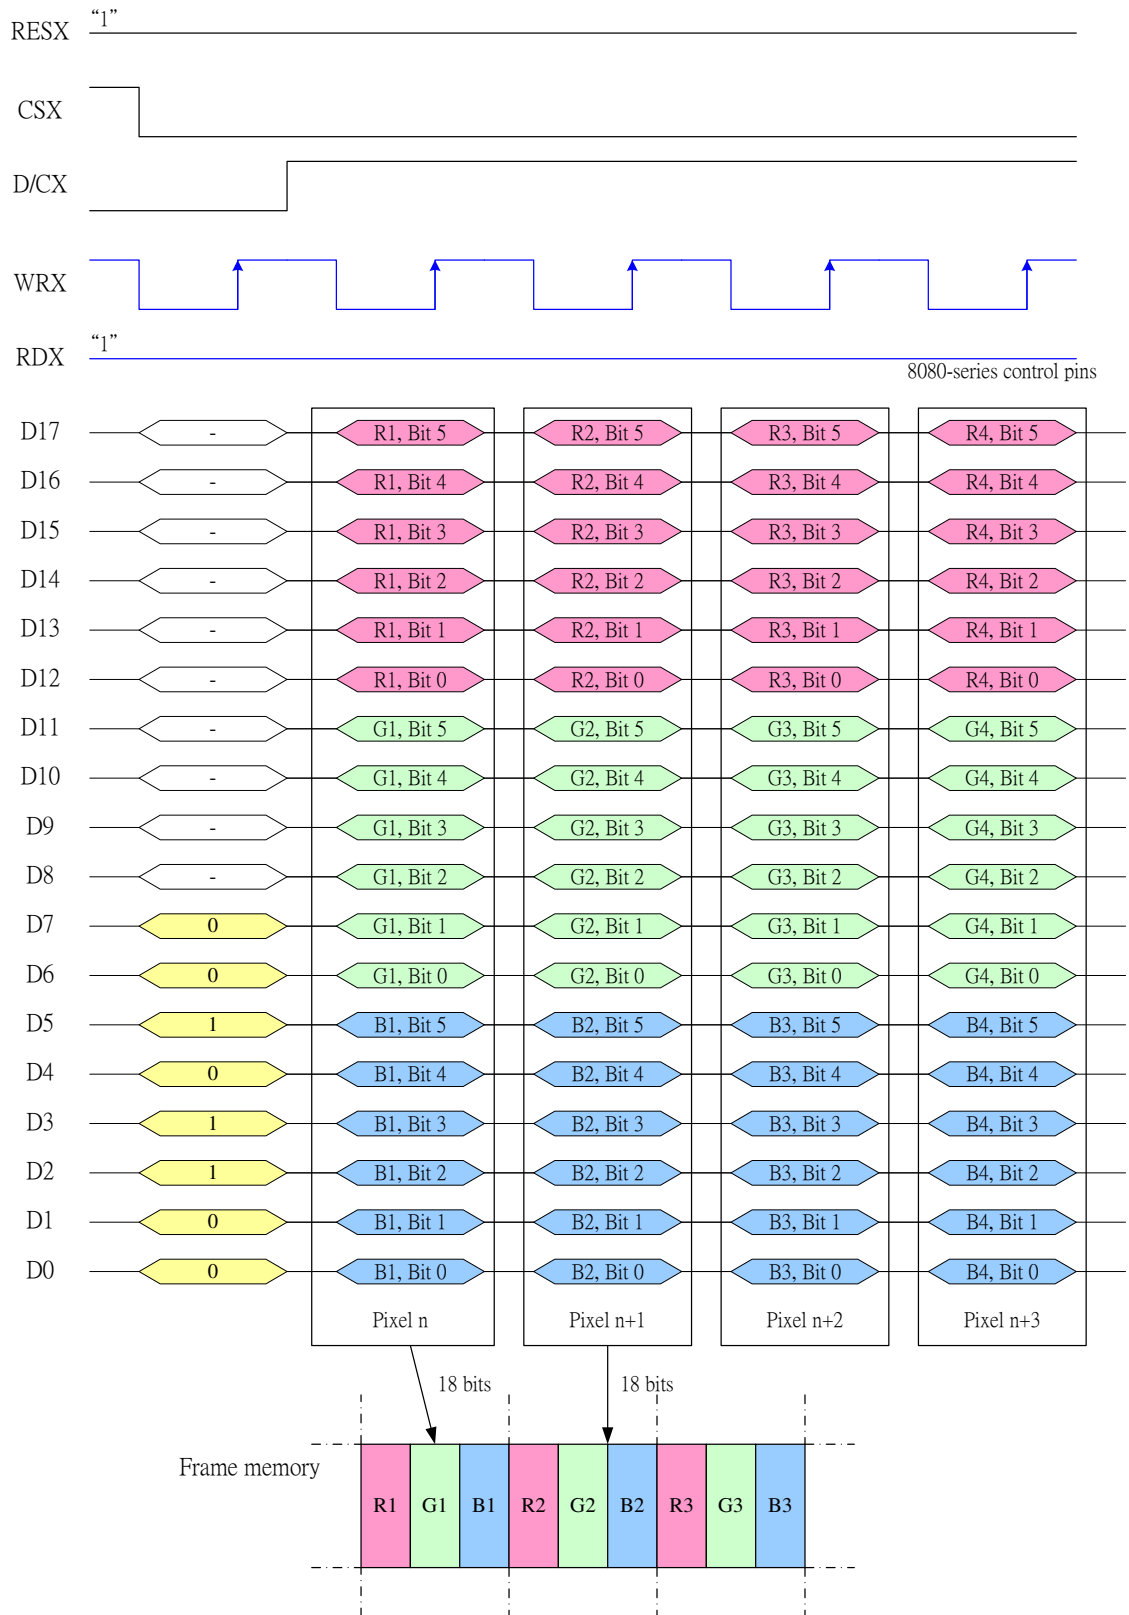 RESX “1”
CSX
D/CX
WRX
RDX “1”
8080-series control pins
D17 - R1, Bit 5 R2, Bit 5 R3, Bit 5 R4, Bit 5
D16 - R1, Bit 4 R2, Bit 4 R3, Bit 4 R4, Bit 4
D15 - R1, Bit 3 R2, Bit 3 R3, Bit 3 R4, Bit 3
D14 - R1, Bit 2 R2, Bit 2 R3, Bit 2 R4, Bit 2
D13 - R1, Bit 1 R2, Bit 1 R3, Bit 1 R4, Bit 1
D12 - R1, Bit 0 R2, Bit 0 R3, Bit 0 R4, Bit 0
D11 - G1, Bit 5 G2, Bit 5 G3, Bit 5 G4, Bit 5
D10 - G1, Bit 4 G2, Bit 4 G3, Bit 4 G4, Bit 4
D9 - G1, Bit 3 G2, Bit 3 G3, Bit 3 G4, Bit 3
D8 - G1, Bit 2 G2, Bit 2 G3, Bit 2 G4, Bit 2
D7 0 G1, Bit 1 G2, Bit 1 G3, Bit 1 G4, Bit 1
D6 0 G1, Bit 0 G2, Bit 0 G3, Bit 0 G4, Bit 0
D5 1 B1, Bit 5 B2, Bit 5 B3, Bit 5 B4, Bit 5
D4 0 B1, Bit 4 B2, Bit 4 B3, Bit 4 B4, Bit 4
D3 1 B1, Bit 3 B2, Bit 3 B3, Bit 3 B4, Bit 3
D2 1 B1, Bit 2 B2, Bit 2 B3, Bit 2 B4, Bit 2
D1 0 B1, Bit 1 B2, Bit 1 B3, Bit 1 B4, Bit 1
D0 0 B1, Bit 0 B2, Bit 0 B3, Bit 0 B4, Bit 0
Pixel n Pixel n+1 Pixel n+2 Pixel n+3
18 bits 18 bits
Frame memory
R1 G1 B1 R2 G2 B2 R3 G3 B3